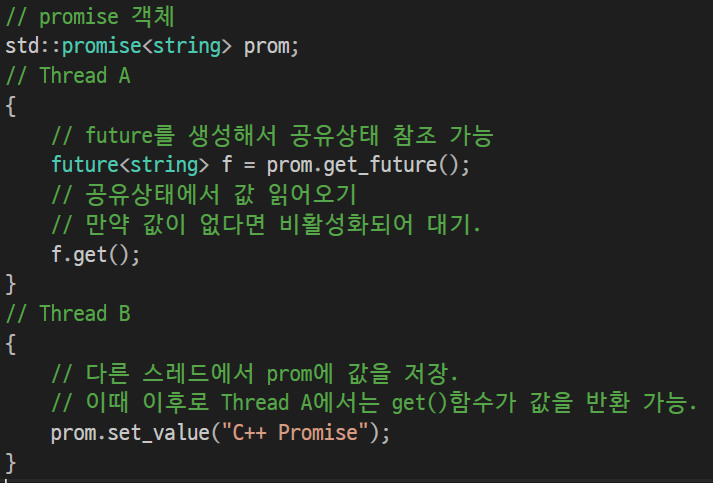 // promise 객체
std::promise<string> prom;
// Thread A
{
    // future를 생성해서 공유상태 참조 가능
    future<string> f = prom.get_future();
    // 공유상태에서 값 읽어오기
    // 만약 값이 없다면 비활성화되어 대기.
    f.get();
}
// Thread B
{
    // 다른 스레드에서 prom에 값을 저장.
    // 이때 이후로 Thread A에서는 get()함수가 값을 반환 가능.
    prom.set_value("C++ Promise");
}